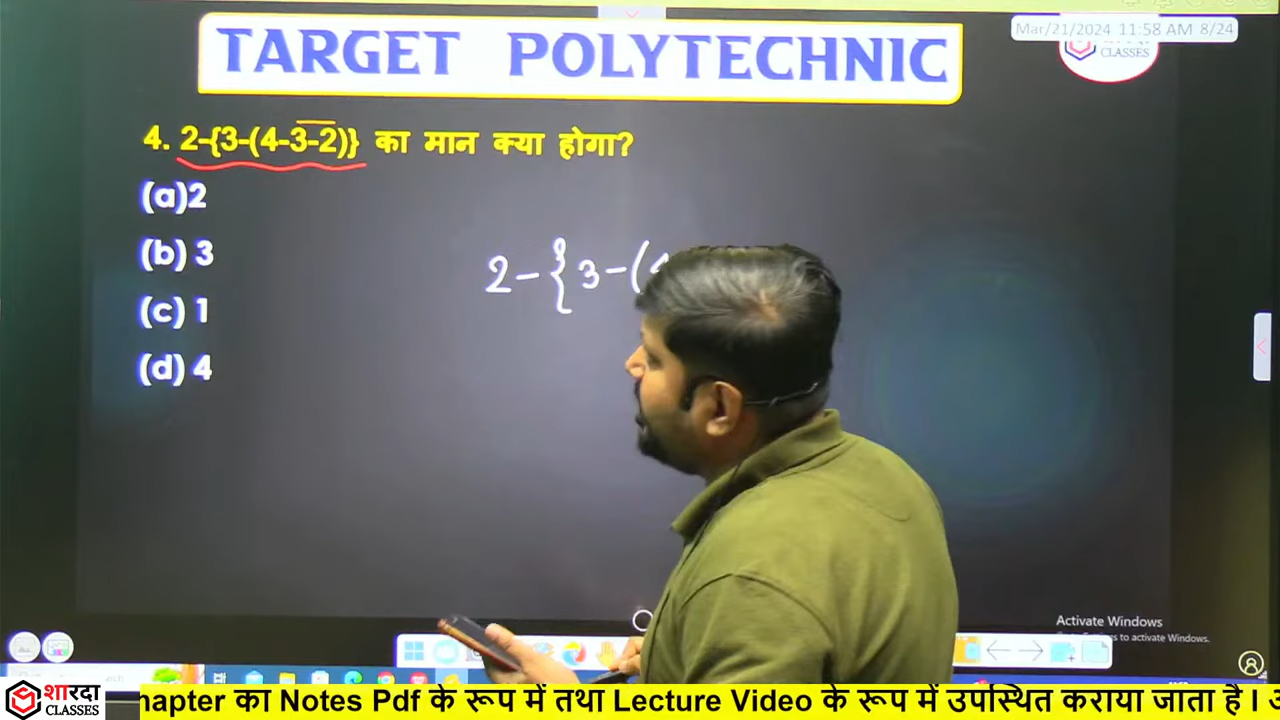 TARGET POLYTECHNIC
Mar/21/2024 11:58 AM 8/24
CLASSES
4. 2-{3-(4-3-2)} का मान क्या होगा?
(a)2
(b) 3
(c) 1
(d) 4
2-{3-(4
Activate Windows
to activate Windows.
शारदा
CLASSES
hapter का Notes Pdf के रूप में तथा Lecture Video के रूप में उपस्थित कराया जाता है।